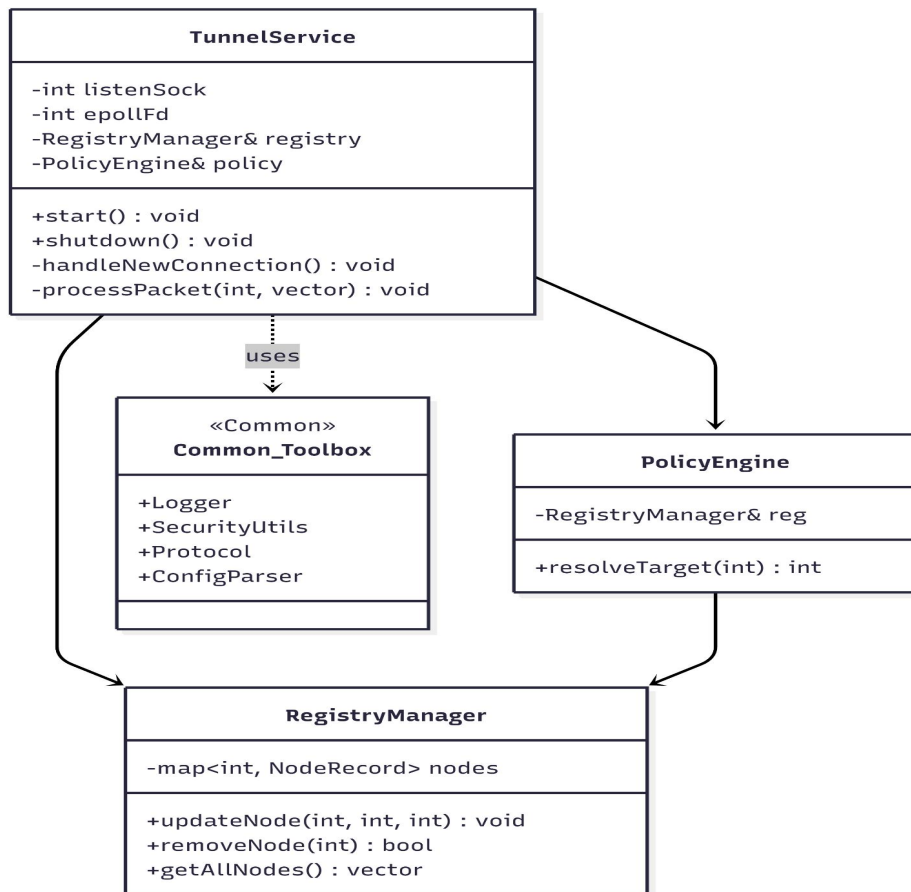 TunnelService
-int listenSock
-int epollFd
-RegistryManager& registry
-PolicyEngine& policy
+start() : void
+shutdown() : void
-handleNewConnection() : void
-processPacket(int, vector) : void
uses
«Common»
Common_Toolbox
+Logger
+SecurityUtils
+Protocol
+ConfigParser
PolicyEngine
-RegistryManager& reg
+resolveTarget(int) : int
RegistryManager
-map<int, NodeRecord> nodes
+updateNode(int, int, int) : void
+removeNode(int) : bool
+getAllNodes() : vector